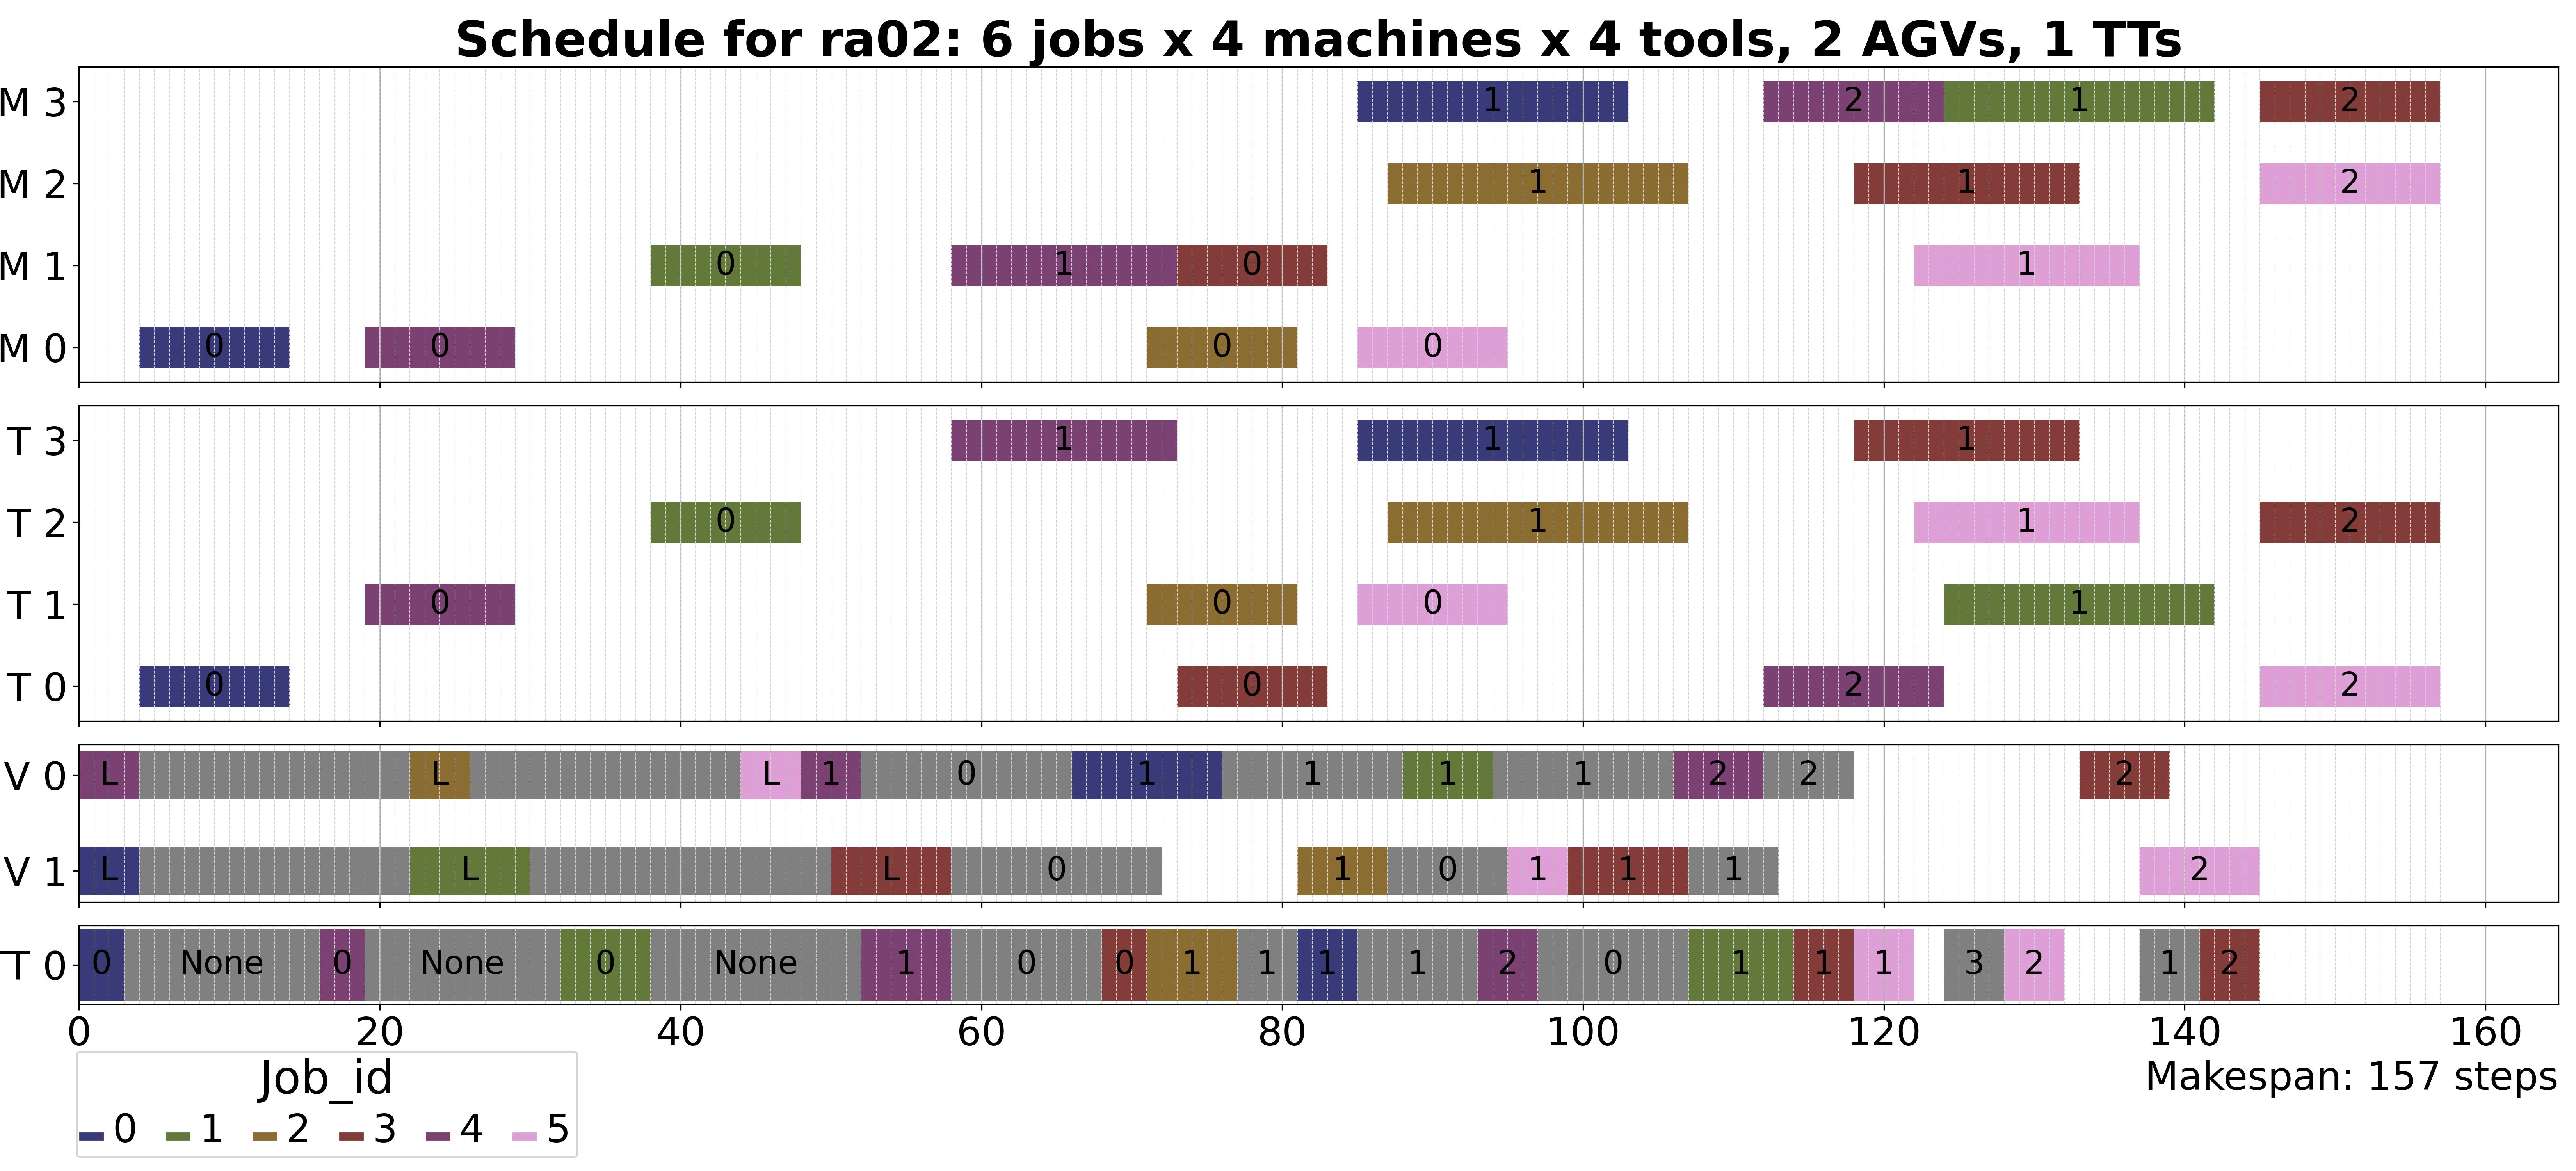 Schedule for ra02: 6 jobs x 4 machines x 4 tools, 2 AGVs, 1 TTs
M 3 1 2 1 2
M 2 1 1 2
M 1 0 1 0 1
M 0 0 0 0 0
T 3 1 1 1
T 2 0 1 1 2
T 1 0 0 0 1
T 0 0 0 2 2
V 0 L L L 1 0 1 1 1 1 2 2 2
V 1 L L L 0 1 0 1 1 1 2
T 0 0 None 0 None 0 None 1 0 0 1 1 1 1 2 0 1 1 1 3 2 1 2
0 20 40 60 80 100 120 140 160
Job_id
0 1 2 3 4 5
Makespan: 157 steps